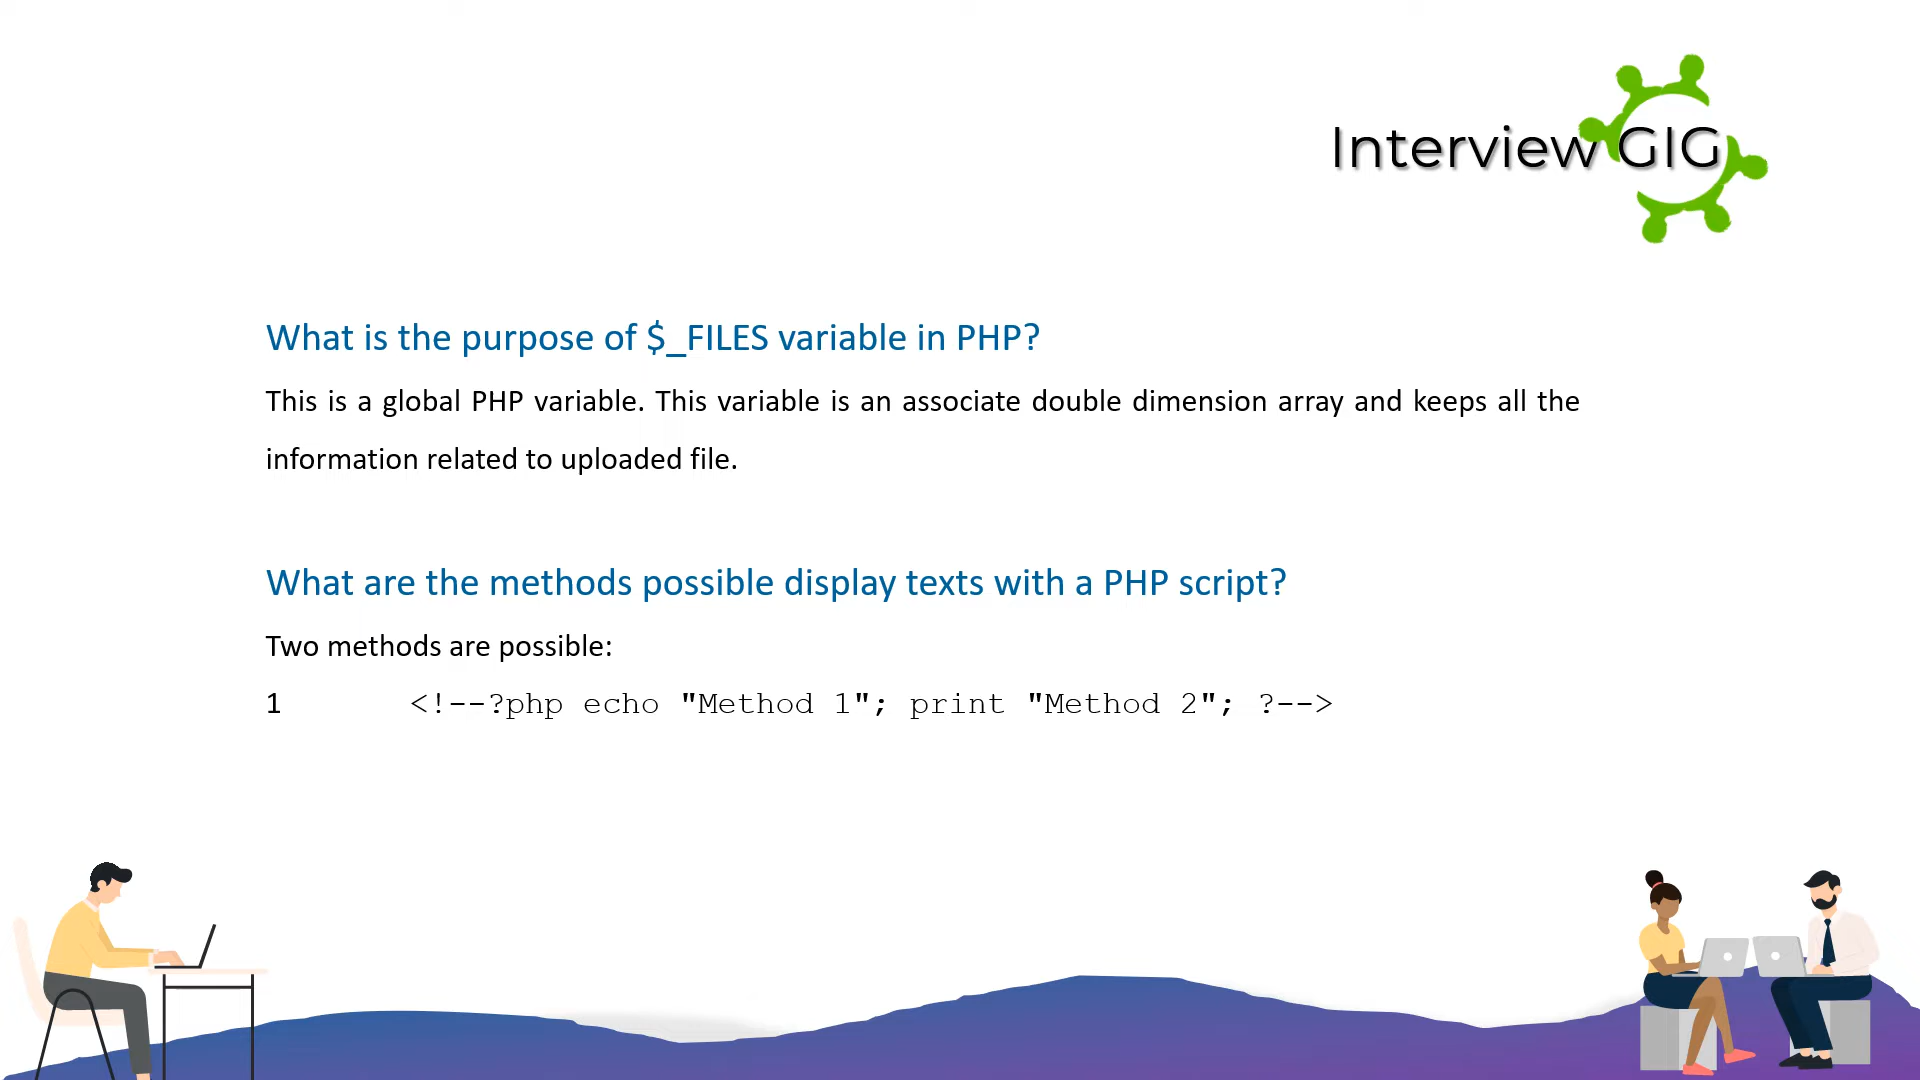 Interview GIG
What is the purpose of $_FILES variable in PHP?
This is a global PHP variable. This variable is an associate double dimension array and keeps all the
information related to uploaded file.
What are the methods possible display texts with a PHP script?
Two methods are possible:
1 <!--?php echo "Method 1"; print "Method 2"; ?-->